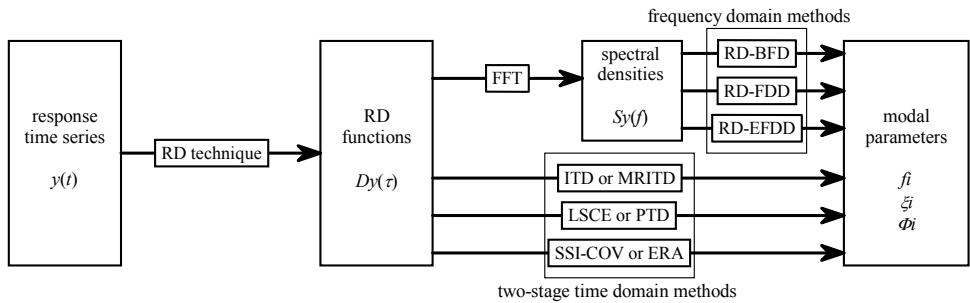 frequency domain methods
response
time series
y(t)
RD technique
RD
functions
Dy(τ)
FFT
spectral
densities
Sy(f)
RD-BFD
RD-FDD
RD-EFDD
ITD or MRITD
LSCE or PTD
SSI-COV or ERA
modal
parameters
fi
ξi
Φi
two-stage time domain methods